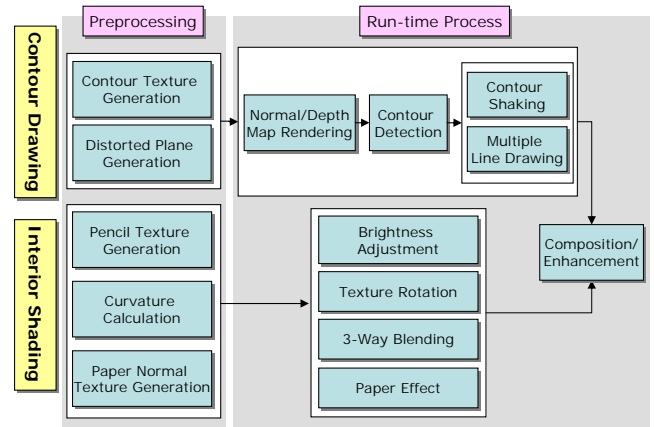 Preprocessing
Run-time Process
Contour Drawing
Contour Texture
Generation
Distorted Plane
Generation
Normal/Depth
Map Rendering
Contour
Detection
Contour
Shaking
Multiple
Line Drawing
Interior Shading
Pencil Texture
Generation
Curvature
Calculation
Paper Normal
Texture Generation
Brightness
Adjustment
Texture Rotation
3-Way Blending
Paper Effect
Composition/
Enhancement